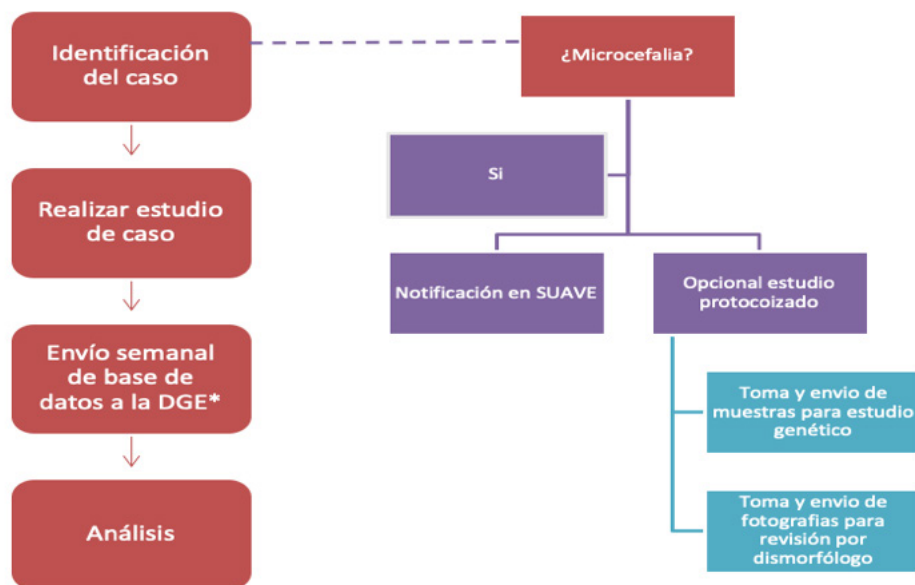 Identificación
del caso
Realizar estudio
de caso
Envío semanal
de base de
datos a la DGE*
Análisis
¿Microcefalia?
Si
Notificación en SUAVE
Opcional estudio
protocoizado
Toma y envio de
muestras para estudio
genético
Toma y envio de
fotografias para
revisión por
dismorfólogo